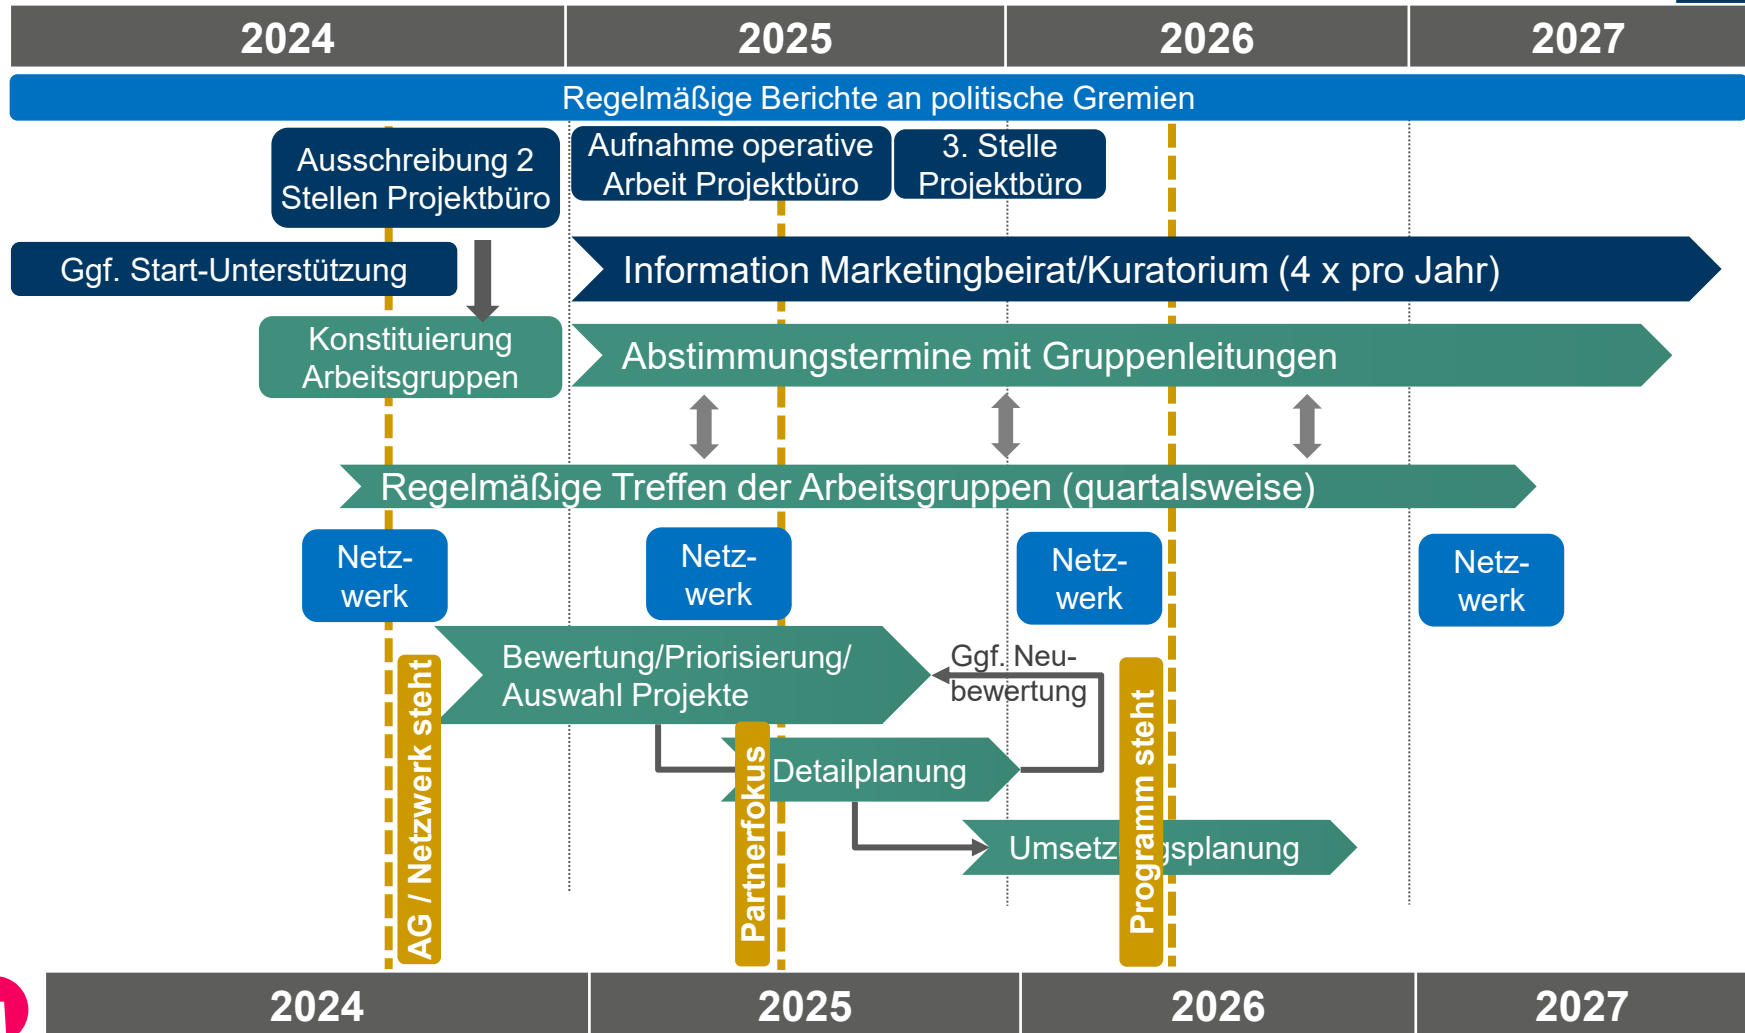 2024 2025 2026 2027
Regelmäßige Berichte an politische Gremien
Ausschreibung 2
Stellen Projektbüro
Aufnahme operative
Arbeit Projektbüro
3. Stelle
Projektbüro
Ggf. Start-Unterstützung
Information Marketingbeirat/Kuratorium (4 x pro Jahr)
Konstituierung
Arbeitsgruppen
Abstimmungstermine mit Gruppenleitungen
Regelmäßige Treffen der Arbeitsgruppen (quartalsweise)
Netz-
werk
Netz-
werk
Netz-
werk
Netz-
werk
Bewertung/Priorisierung/
Auswahl Projekte
Ggf. Neu-
bewertung
AG / Netzwerk steht
Partnerfokus
Detailplanung
Programm steht
2024 2025 2026 2027